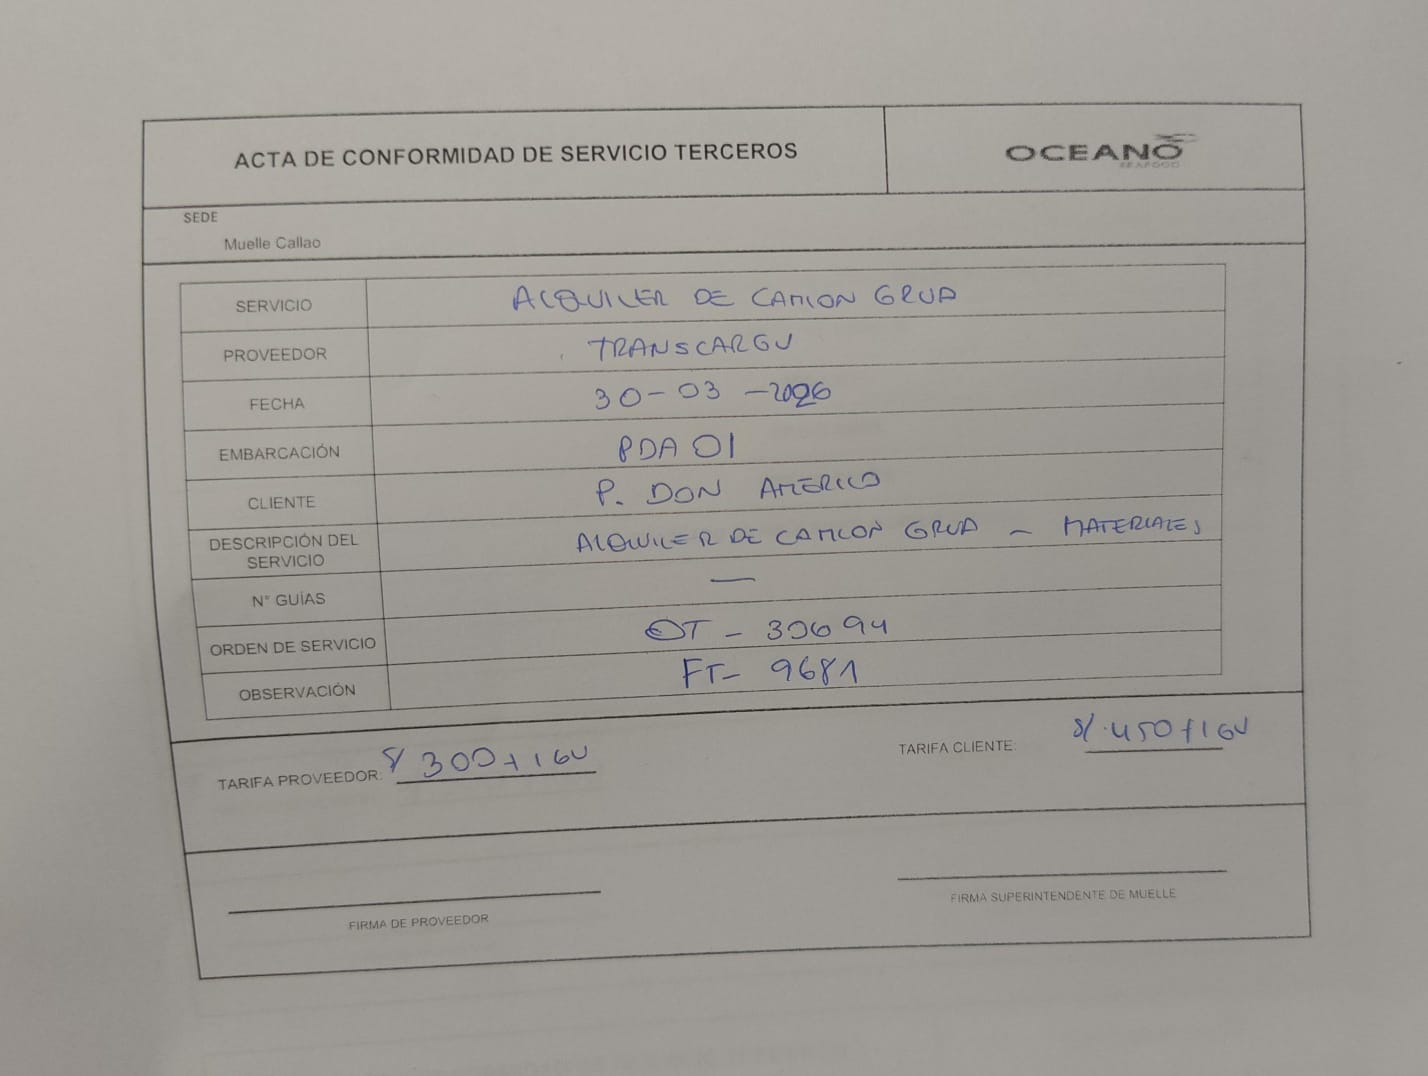 ACTA DE CONFORMIDAD DE SERVICIO TERCEROS
OCEANO
SEAFOOD
SEDE
Muelle Callao
SERVICIO ALQUILER DE CAMION GRUA
PROVEEDOR TRANSCARGU
FECHA 30-03-2026
EMBARCACIÓN PDA 01
CLIENTE P. DON AMERICO
DESCRIPCIÓN DEL SERVICIO ALQUILER DE CAMION GRUA - MATERIALES
N° GUÍAS —
ORDEN DE SERVICIO OT - 30694
OBSERVACIÓN FT- 9681
TARIFA PROVEEDOR: S/ 300 + IGV
TARIFA CLIENTE: S/. 450 + IGV
FIRMA DE PROVEEDOR
FIRMA SUPERINTENDENTE DE MUELLE